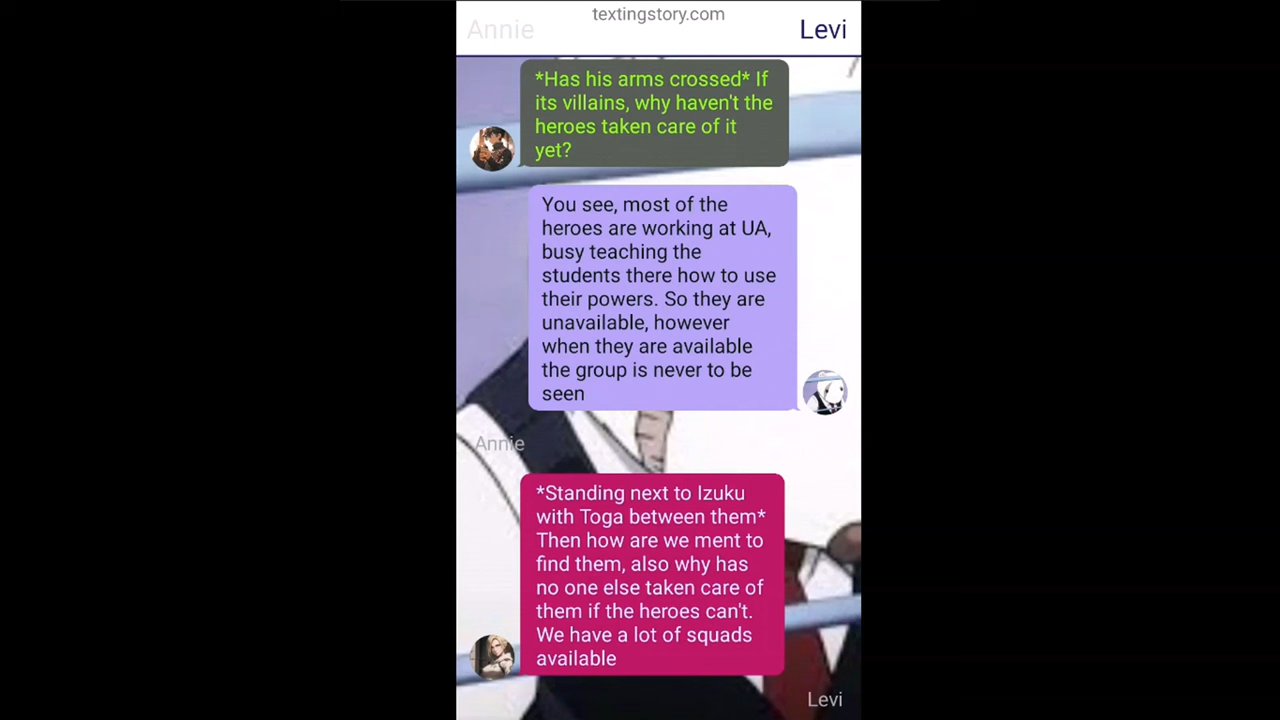 textingstory.com
Annie
Levi
*Has his arms crossed* If
its villains, why haven't the
heroes taken care of it
yet?
You see, most of the
heroes are working at UA,
busy teaching the
students there how to use
their powers. So they are
unavailable, however
when they are available
the group is never to be
seen
Annie
*Standing next to Izuku
with Toga between them*
Then how are we ment to
find them, also why has
no one else taken care of
them if the heroes can't.
We have a lot of squads
available
Levi